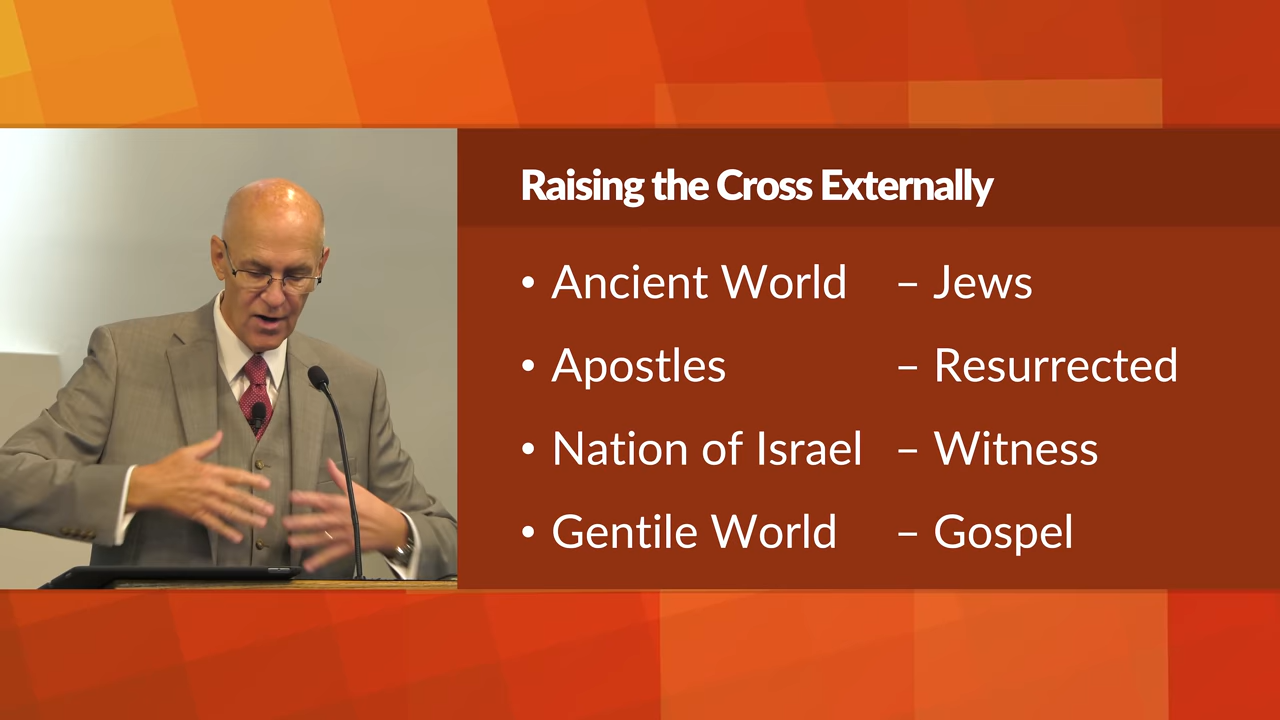 Raising the Cross Externally
• Ancient World – Jews
• Apostles – Resurrected
• Nation of Israel – Witness
• Gentile World – Gospel